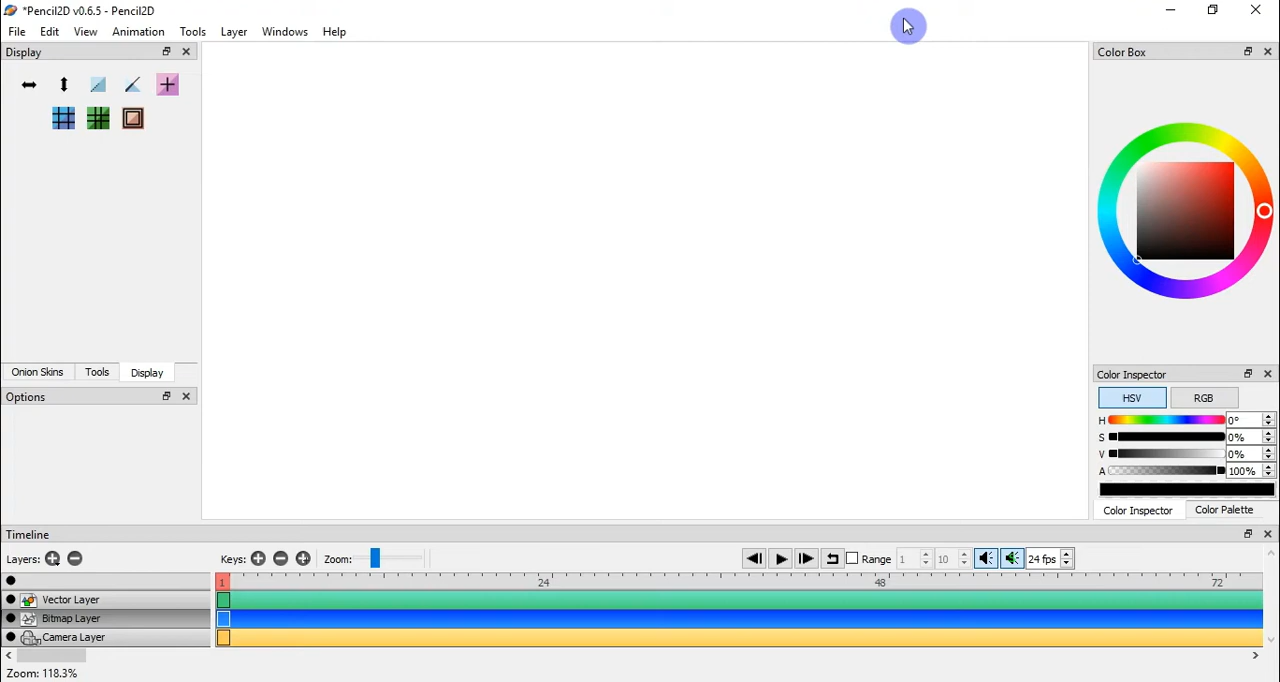 *Pencil2D v0.6.5 - Pencil2D
File Edit View Animation Tools Layer Windows Help
Display
Color Box
Onion Skins Tools Display
Options
Color Inspector
HSV RGB
H 0°
S 0%
V 0%
A 100%
Color Inspector Color Palette
Timeline
Layers: Keys: Zoom: Range 1 10 24 fps
1 24 48 72
Vector Layer
Bitmap Layer
Camera Layer
Zoom: 118.3%